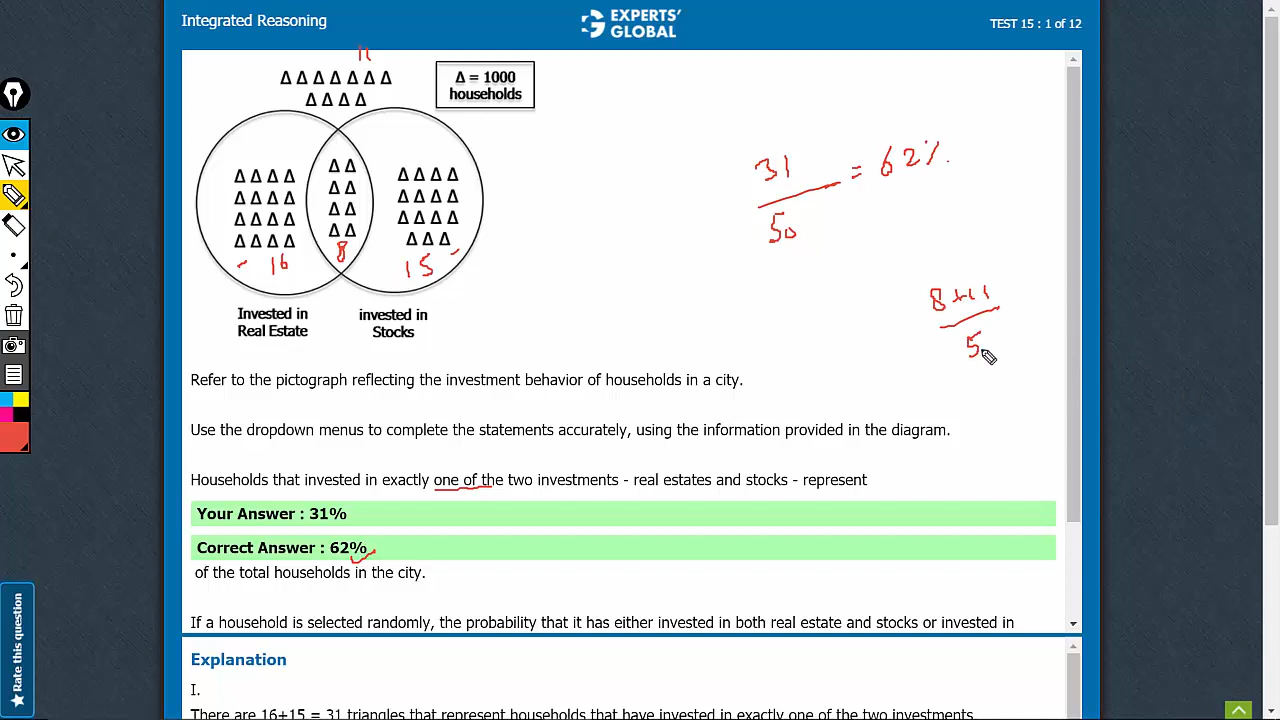 Integrated Reasoning
EXPERTS'
GLOBAL
TEST 15 : 1 of 12
11
Δ Δ Δ Δ Δ Δ Δ
Δ Δ Δ Δ
Δ = 1000
households
Δ Δ Δ Δ
Δ Δ Δ Δ
Δ Δ Δ Δ
Δ Δ Δ Δ
16
Δ Δ
Δ Δ
Δ Δ
Δ Δ
8
Δ Δ Δ Δ
Δ Δ Δ Δ
Δ Δ Δ Δ
Δ Δ Δ
15
Invested in
Real Estate
invested in
Stocks
31
50
= 62%
8+11
5
Refer to the pictograph reflecting the investment behavior of households in a city.
Use the dropdown menus to complete the statements accurately, using the information provided in the diagram.
Households that invested in exactly one of the two investments - real estates and stocks - represent
Your Answer : 31%
Correct Answer : 62%
of the total households in the city.
If a household is selected randomly, the probability that it has either invested in both real estate and stocks or invested in
Explanation
I.
There are 16+15 = 31 triangles that represent households that have invested in exactly one of the two investments.
★ Rate this question